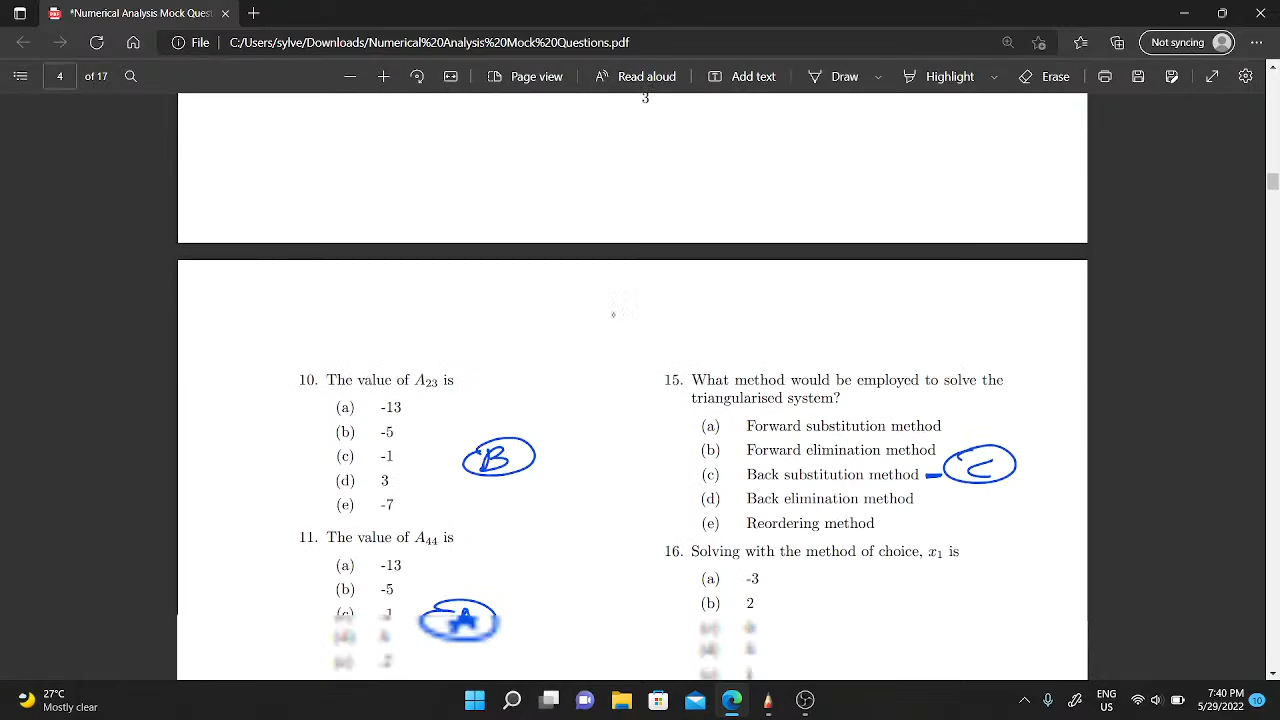 *Numerical Analysis Mock Quest
File
C:/Users/sylve/Downloads/Numerical%20Analysis%20Mock%20Questions.pdf
Not syncing
4 of 17
Page view
Read aloud
Add text
Draw
Highlight
Erase
3
10. The value of A23 is
(a) -13
(b) -5
(c) -1
(d) 3
(e) -7
B
11. The value of A44 is
(a) -13
(b) -5
A
15. What method would be employed to solve the
triangularised system?
(a) Forward substitution method
(b) Forward elimination method
(c) Back substitution method
(d) Back elimination method
(e) Reordering method
C
16. Solving with the method of choice, x1 is
(a) -3
(b) 2
27°C
Mostly clear
ENG
US
7:40 PM
5/29/2022
10